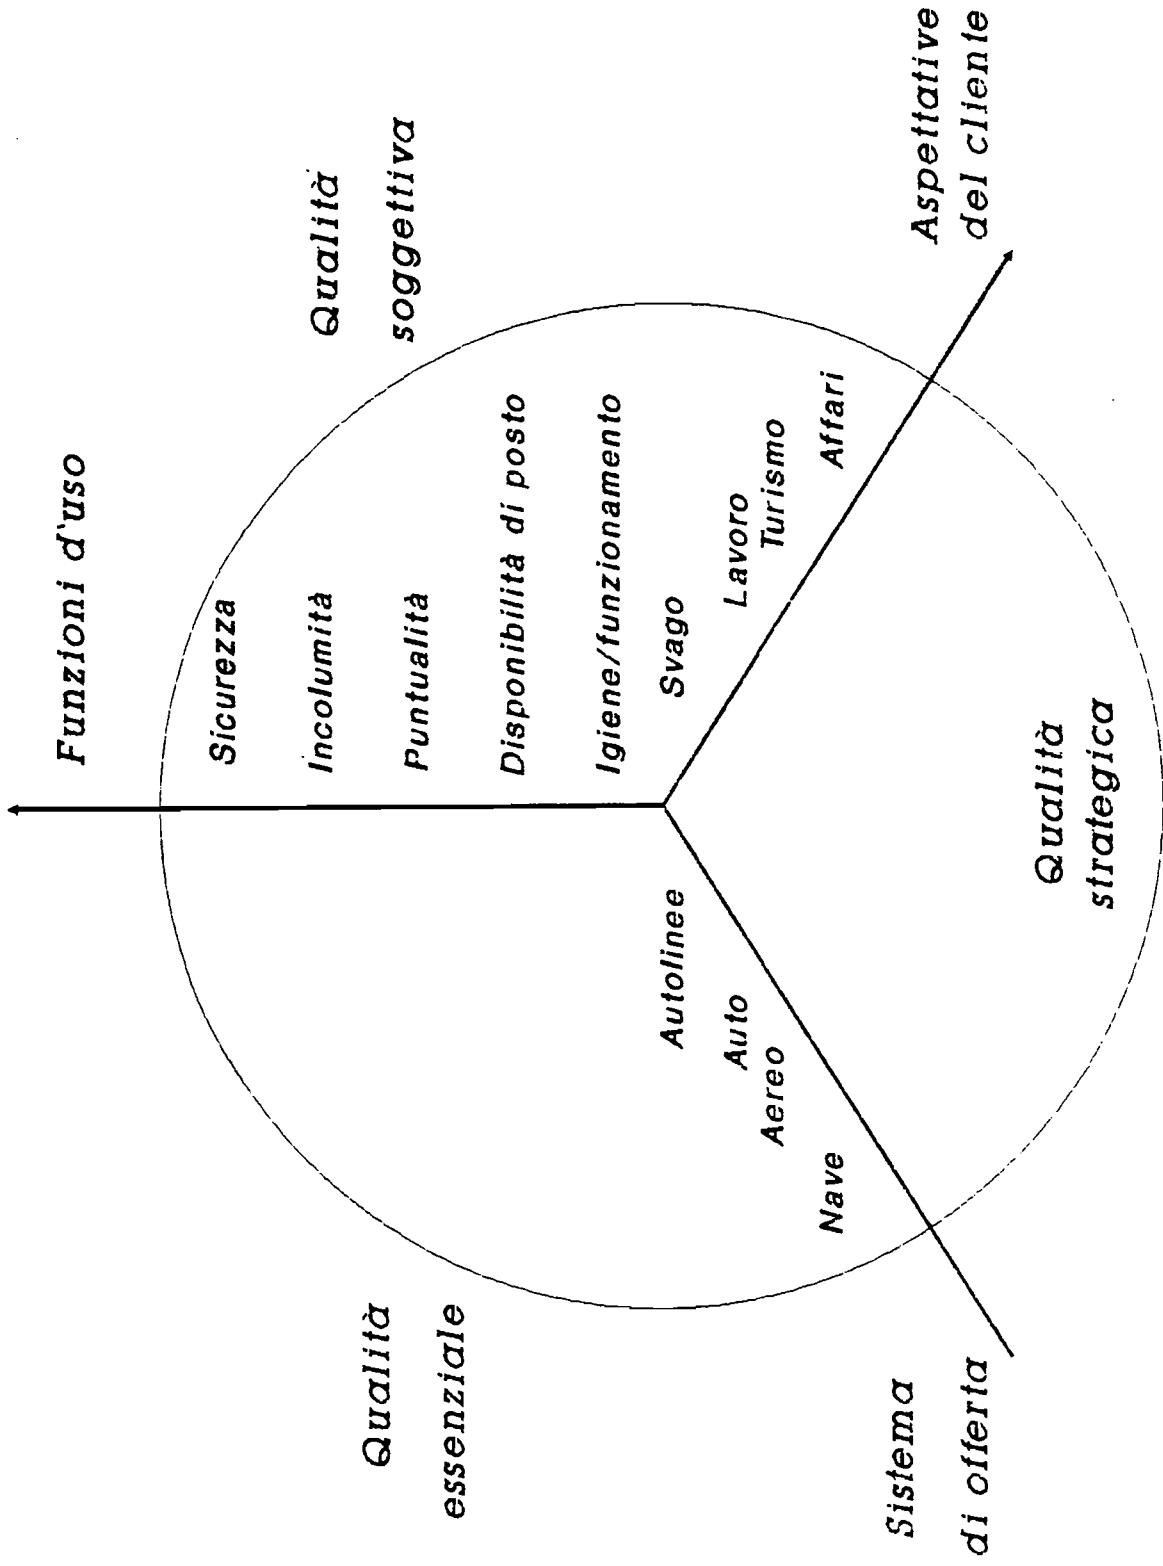 Funzioni d'uso
Qualità
essenziale
Sicurezza
Incolumità
Puntualità
Disponibilità di posto
Igiene/funzionamento
Qualità
soggettiva
Autolinee
Auto
Aereo
Nave
Svago
Lavoro
Turismo
Affari
Sistema
di offerta
Qualità
strategica
Aspettative
del cliente